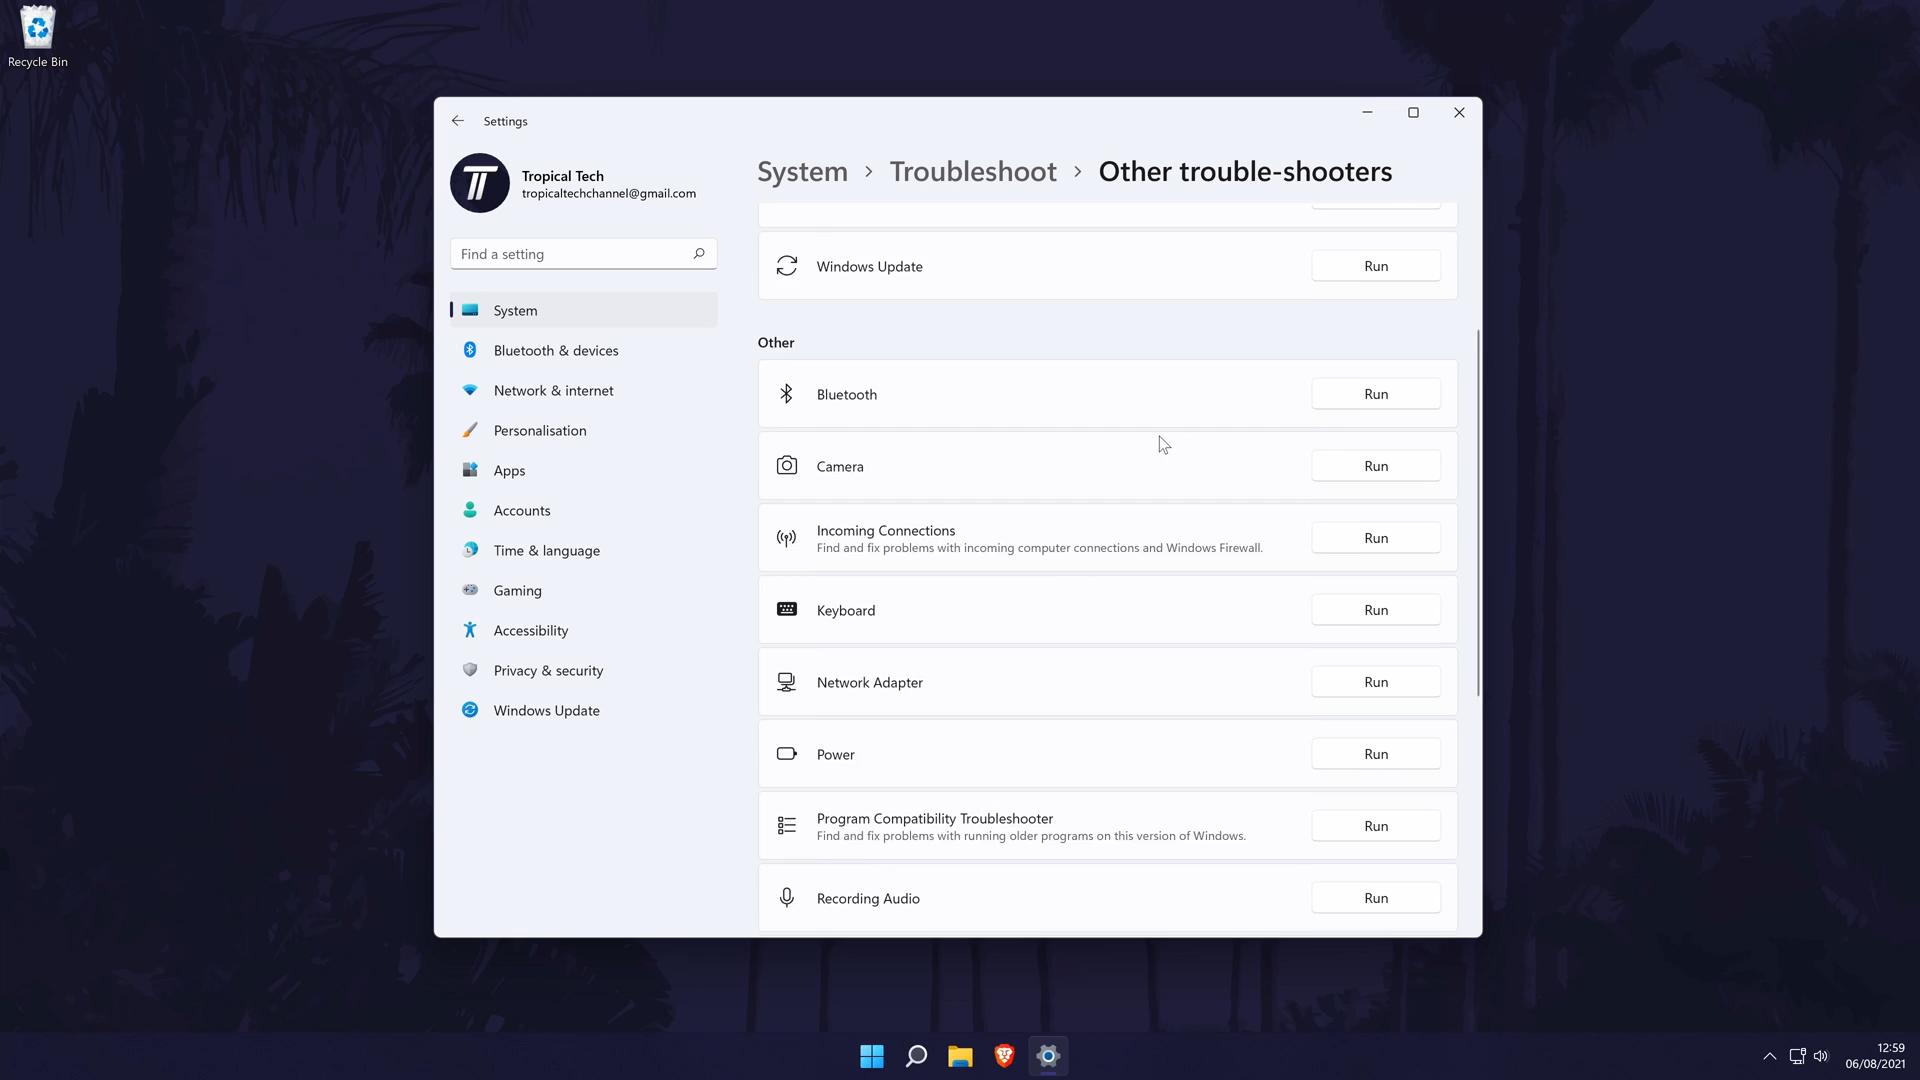 Recycle Bin
Settings
Tropical Tech
tropicaltechchannel@gmail.com
Find a setting
System
Bluetooth & devices
Network & internet
Personalisation
Apps
Accounts
Time & language
Gaming
Accessibility
Privacy & security
Windows Update
System > Troubleshoot > Other trouble-shooters
Windows Update Run
Other
Bluetooth Run
Camera Run
Incoming Connections
Find and fix problems with incoming computer connections and Windows Firewall.
Run
Keyboard Run
Network Adapter Run
Power Run
Program Compatibility Troubleshooter
Find and fix problems with running older programs on this version of Windows.
Run
Recording Audio Run
12:59
06/08/2021